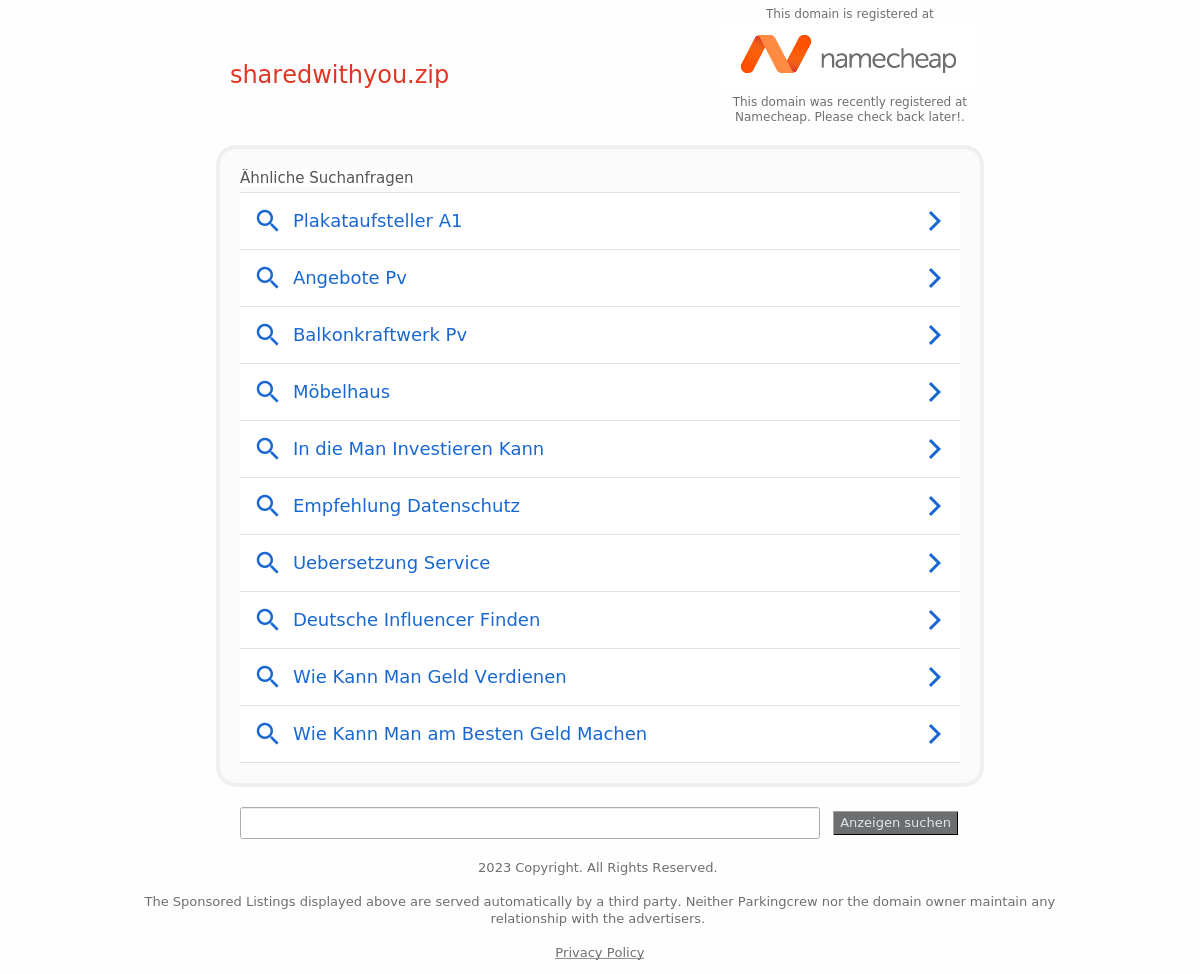 This domain is registered at
namecheap
sharedwithyou.zip
This domain was recently registered at
Namecheap. Please check back later!.
Ähnliche Suchanfragen
Plakataufsteller A1
Angebote Pv
Balkonkraftwerk Pv
Möbelhaus
In die Man Investieren Kann
Empfehlung Datenschutz
Uebersetzung Service
Deutsche Influencer Finden
Wie Kann Man Geld Verdienen
Wie Kann Man am Besten Geld Machen
Anzeigen suchen
2023 Copyright. All Rights Reserved.
The Sponsored Listings displayed above are served automatically by a third party. Neither Parkingcrew nor the domain owner maintain any
relationship with the advertisers.
Privacy Policy